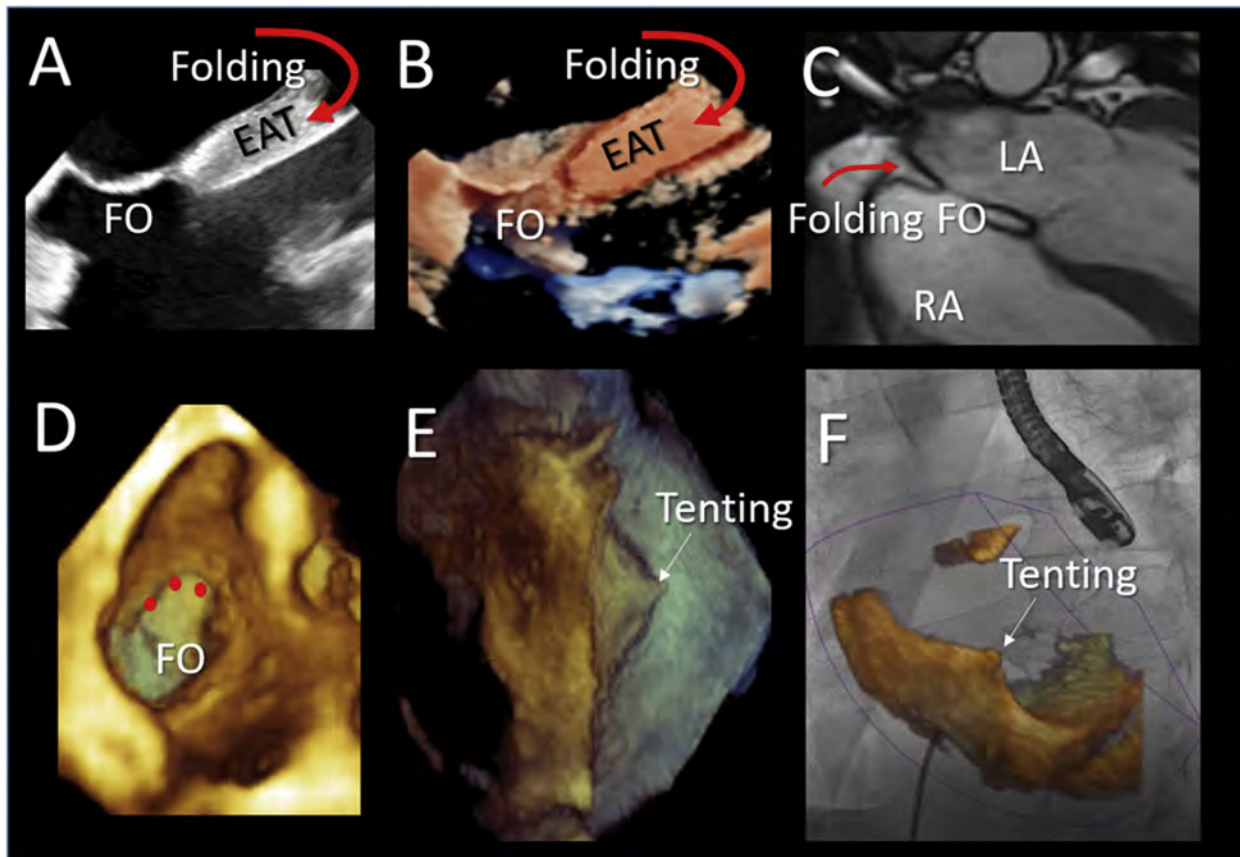 A
Folding
EAT
FO
B
Folding
EAT
FO
C
LA
Folding FO
RA
D
FO
E
Tenting
F
Tenting